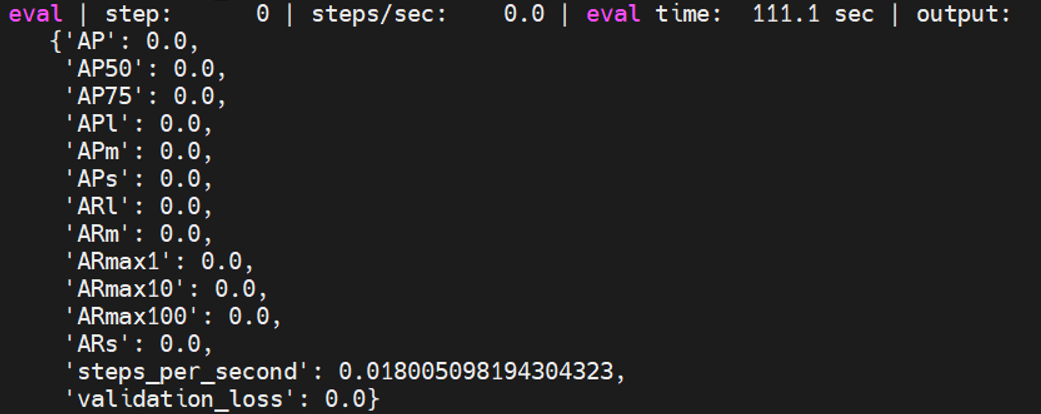 eval | step:      0 | steps/sec:    0.0 | eval time:  111.1 sec | output:
   {'AP': 0.0,
    'AP50': 0.0,
    'AP75': 0.0,
    'APl': 0.0,
    'APm': 0.0,
    'APs': 0.0,
    'ARl': 0.0,
    'ARm': 0.0,
    'ARmax1': 0.0,
    'ARmax10': 0.0,
    'ARmax100': 0.0,
    'ARs': 0.0,
    'steps_per_second': 0.018005098194304323,
    'validation_loss': 0.0}